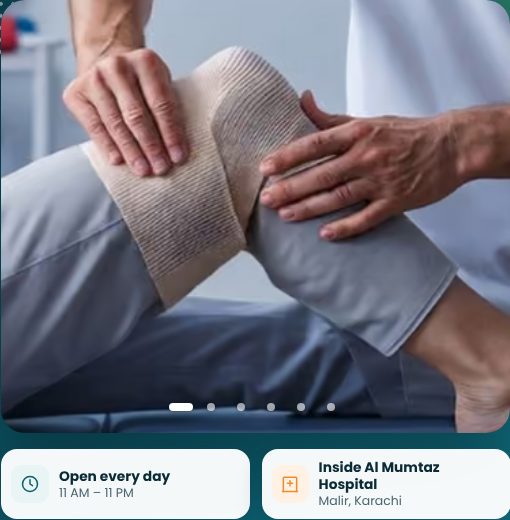 Open every day
11 AM – 11 PM
Inside Al Mumtaz
Hospital
Malir, Karachi